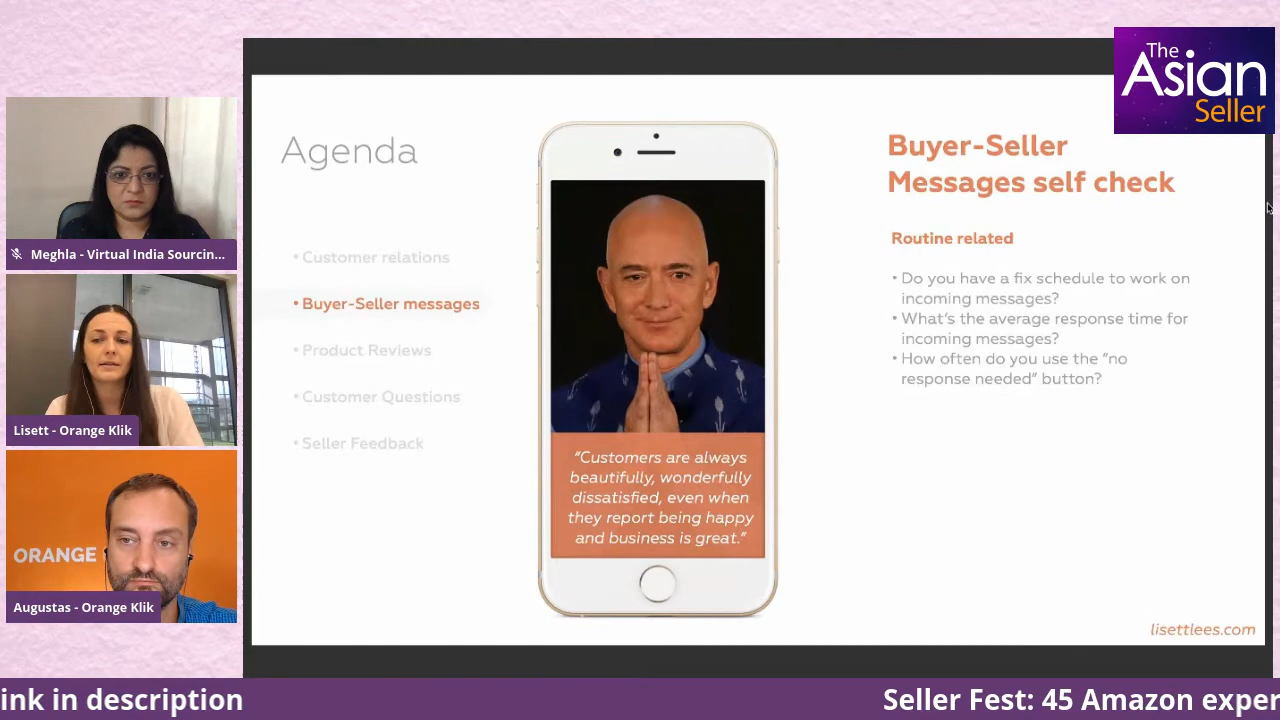 The
Asian
Seller
Meghla - Virtual India Sourcin...
Lisett - Orange Klik
ORANGE
Augustas - Orange Klik
Agenda
• Customer relations
• Buyer-Seller messages
• Product Reviews
• Customer Questions
• Seller Feedback
“Customers are always
beautifully, wonderfully
dissatisfied, even when
they report being happy
and business is great.”
Buyer-Seller
Messages self check
Routine related
• Do you have a fix schedule to work on
incoming messages?
• What's the average response time for
incoming messages?
• How often do you use the “no
response needed” button?
lisettlees.com
ink in description
Seller Fest: 45 Amazon exper